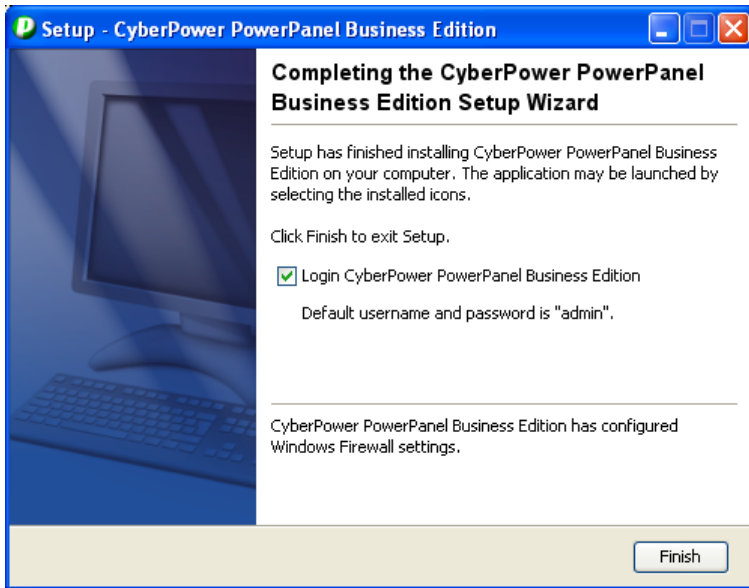 Setup - CyberPower PowerPanel Business Edition
Completing the CyberPower PowerPanel
Business Edition Setup Wizard
Setup has finished installing CyberPower PowerPanel Business
Edition on your computer. The application may be launched by
selecting the installed icons.
Click Finish to exit Setup.
Login CyberPower PowerPanel Business Edition
Default username and password is "admin".
CyberPower PowerPanel Business Edition has configured
Windows Firewall settings.
Finish